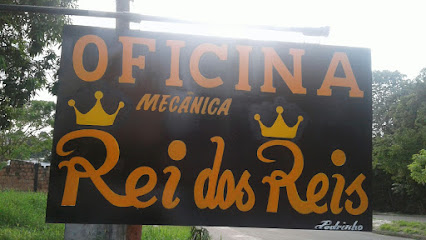 OFICINA
MECÂNICA
Rei dos Reis
Pedrinho